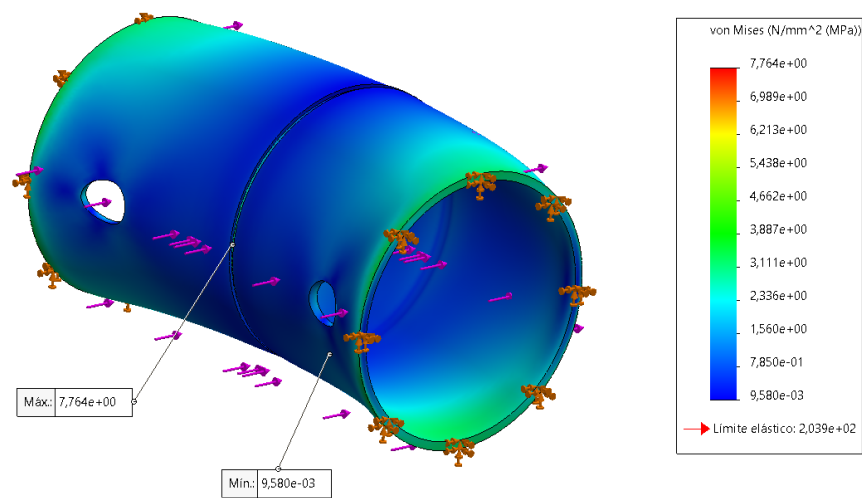 von Mises (N/mm^2 (MPa))
7,764e+00
6,989e+00
6,213e+00
5,438e+00
4,662e+00
3,887e+00
3,111e+00
2,336e+00
1,560e+00
7,850e-01
9,580e-03
Límite elástico: 2,039e+02
Máx.: 7,764e+00
Mín.: 9,580e-03